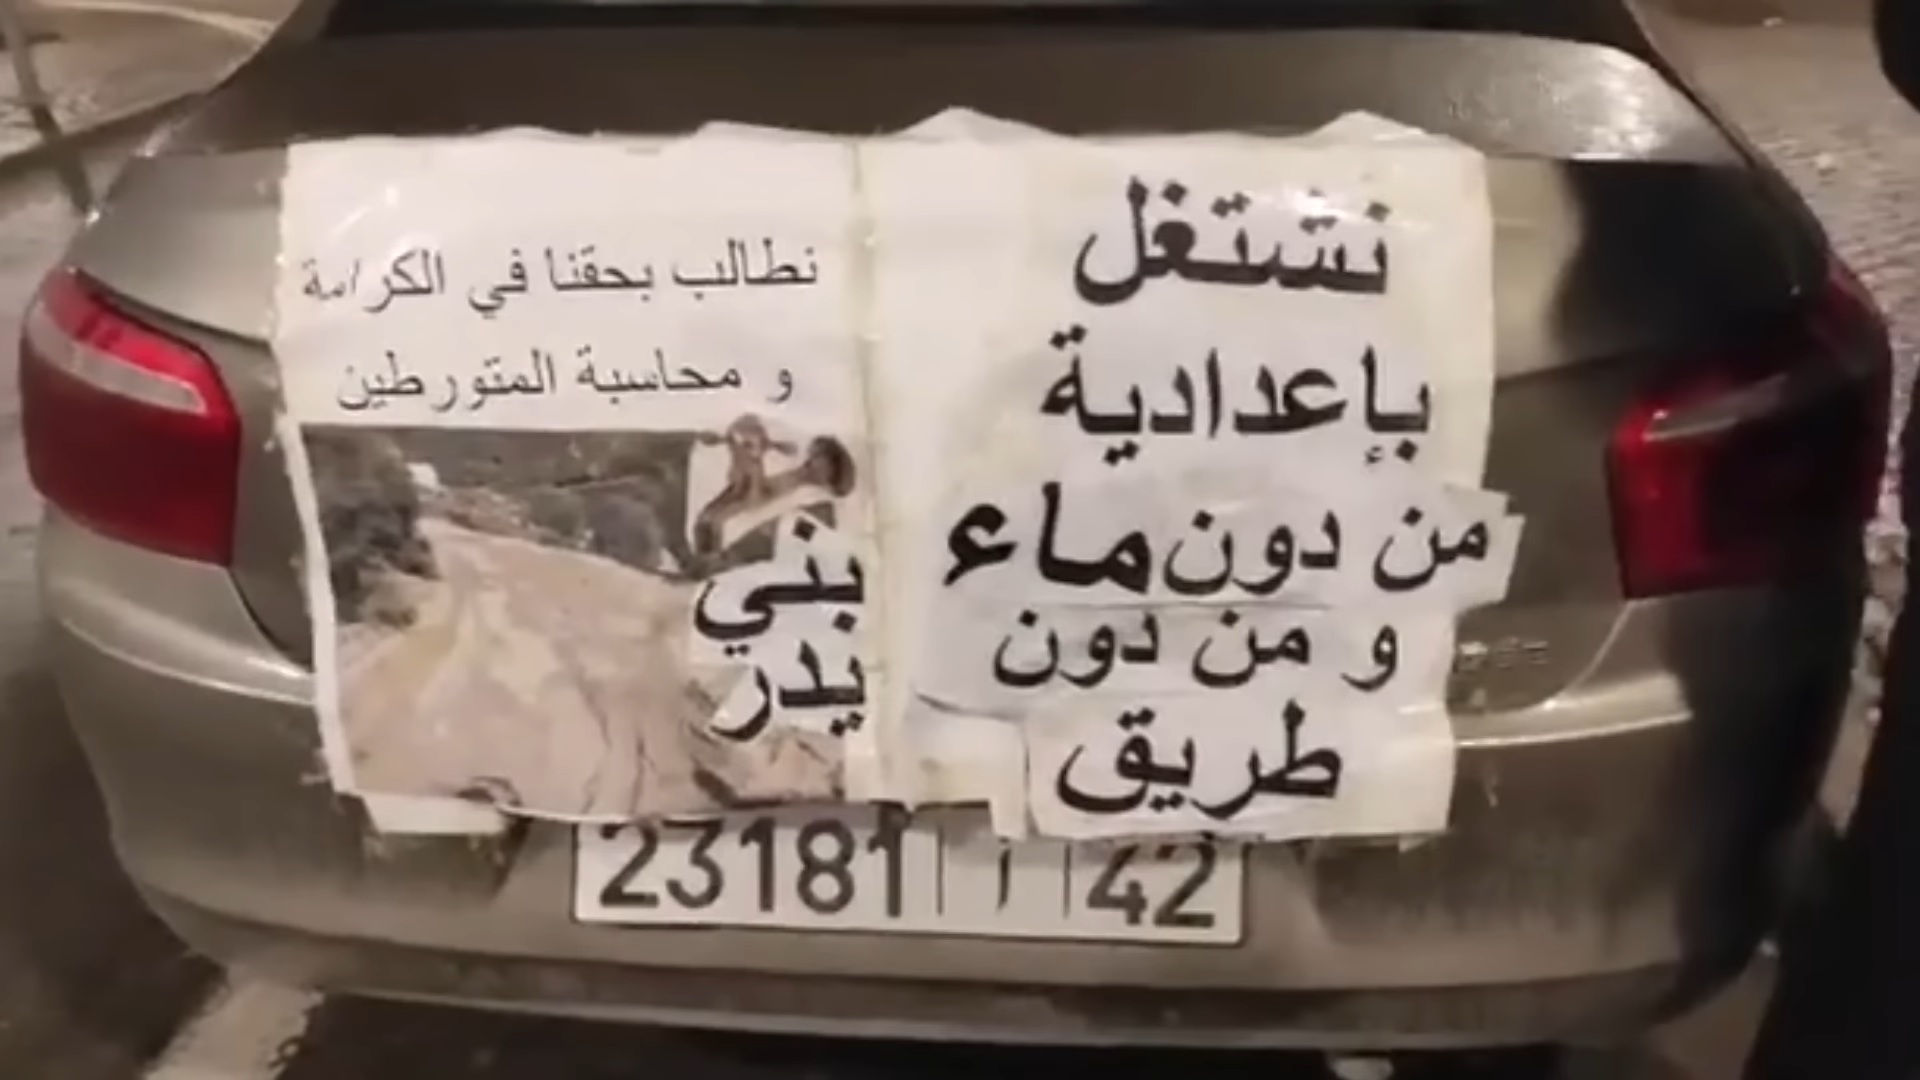 نشتغل
بإعدادية
من دون ماء
و من دون
طريق
نطالب بحقنا في الكرامة
و محاسبة المتورطين
بني
يدر
23181 أ 42